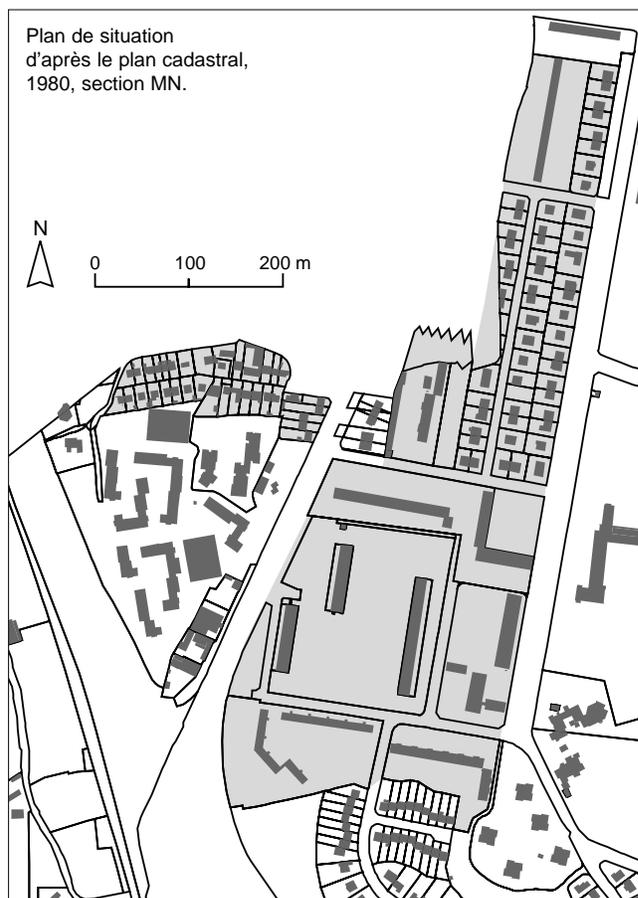 Plan de situation
d'après le plan cadastral,
1980, section MN.
N
0 100 200 m